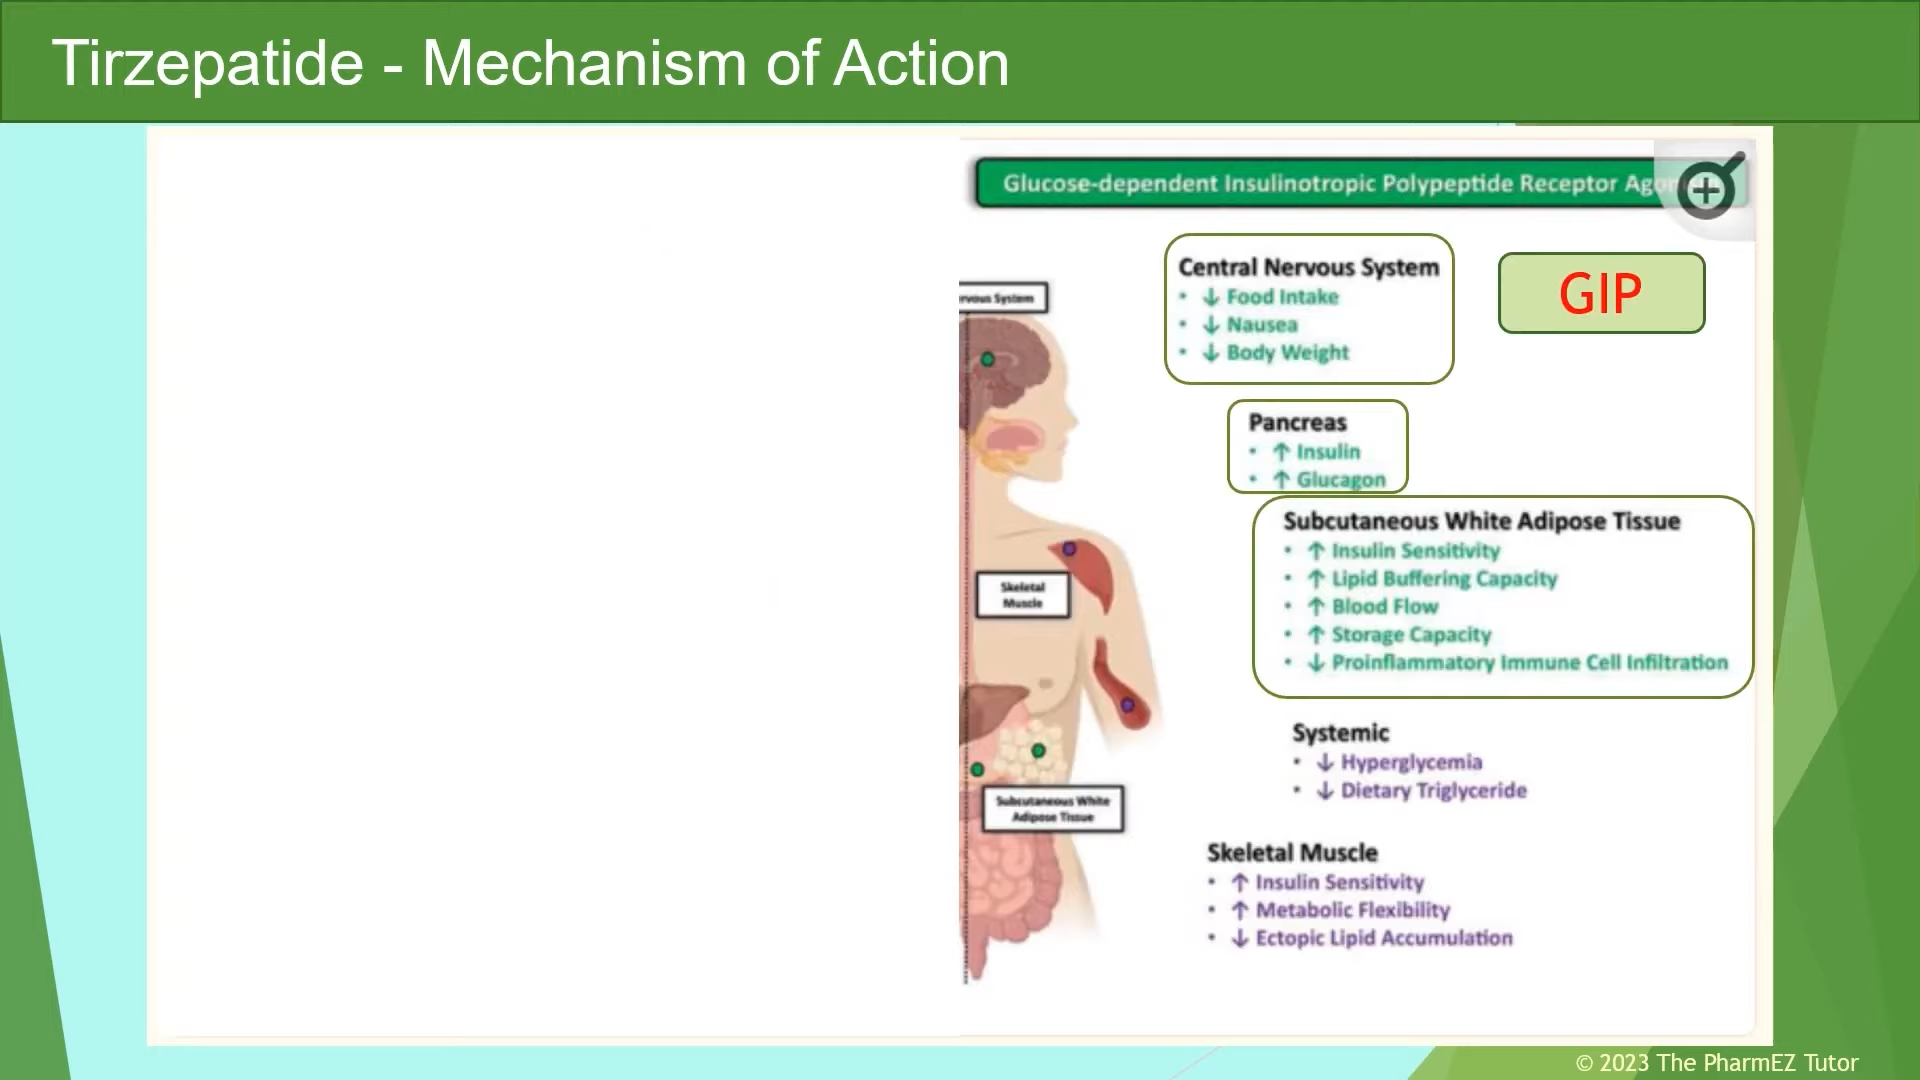 Tirzepatide - Mechanism of Action
Glucose-dependent Insulinotropic Polypeptide Receptor
GIP
Central Nervous System
• ↓ Food Intake
• ↓ Nausea
• ↓ Body Weight
System
Pancreas
• ↑ Insulin
• ↑ Glucagon
Subcutaneous White Adipose Tissue
• ↑ Insulin Sensitivity
• ↑ Lipid Buffering Capacity
• ↑ Blood Flow
• ↑ Storage Capacity
• ↓ Proinflammatory Immune Cell Infiltration
Skeletal
Muscle
Systemic
• ↓ Hyperglycemia
• ↓ Dietary Triglyceride
Subcutaneous White
Adipose Tissue
Skeletal Muscle
• ↑ Insulin Sensitivity
• ↑ Metabolic Flexibility
• ↓ Ectopic Lipid Accumulation
© 2023 The PharmEZ Tutor